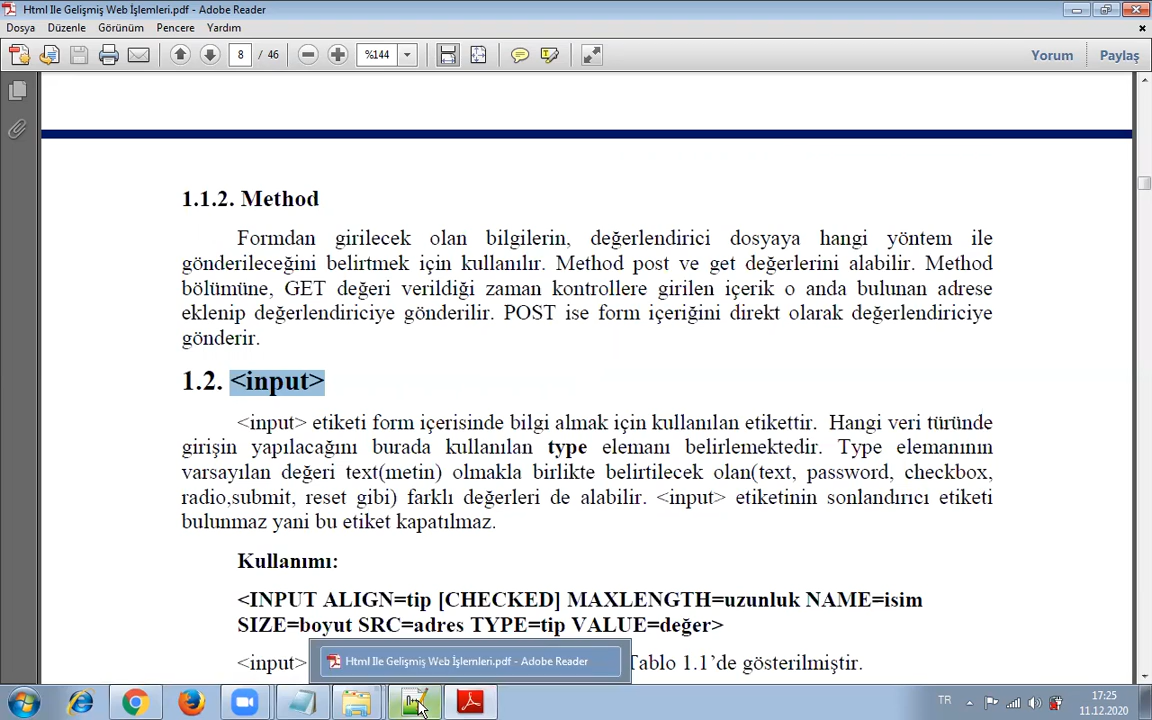 Html Ile Gelişmiş Web İşlemleri.pdf - Adobe Reader
Dosya Düzenle Görünüm Pencere Yardım
8 / 46 %144 Yorum Paylaş
1.1.2. Method
Formdan girilecek olan bilgilerin, değerlendirici dosyaya hangi yöntem ile
gönderileceğini belirtmek için kullanılır. Method post ve get değerlerini alabilir. Method
bölümüne, GET değeri verildiği zaman kontrollere girilen içerik o anda bulunan adrese
eklenip değerlendiriciye gönderilir. POST ise form içeriğini direkt olarak değerlendiriciye
gönderir.
1.2. <input>
<input> etiketi form içerisinde bilgi almak için kullanılan etikettir. Hangi veri türünde
girişin yapılacağını burada kullanılan type elemanı belirlemektedir. Type elemanının
varsayılan değeri text(metin) olmakla birlikte belirtilecek olan(text, password, checkbox,
radio,submit, reset gibi) farklı değerleri de alabilir. <input> etiketinin sonlandırıcı etiketi
bulunmaz yani bu etiket kapatılmaz.
Kullanımı:
<INPUT ALIGN=tip [CHECKED] MAXLENGTH=uzunluk NAME=isim
SIZE=boyut SRC=adres TYPE=tip VALUE=değer>
<input> Tablo 1.1’de gösterilmiştir.
Html Ile Gelişmiş Web İşlemleri.pdf - Adobe Reader
TR 17:25
11.12.2020